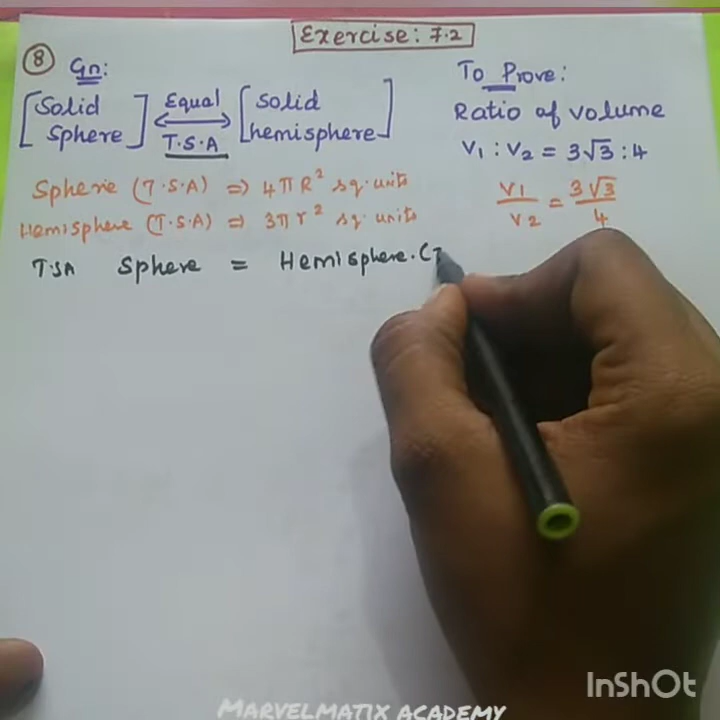 Exercise: 7.2
8 Gn:
[Solid Sphere] Equal T.S.A [Solid hemisphere]
To Prove:
Ratio of volume
V1 : V2 = 3√3 : 4
V1/V2 = 3√3/4
Sphere (T.S.A) => 4πR² sq. units
Hemisphere (T.S.A) => 3πr² sq. units
T.SA Sphere = Hemisphere. (T
InShOt
MARVELMATIX ACADEMY